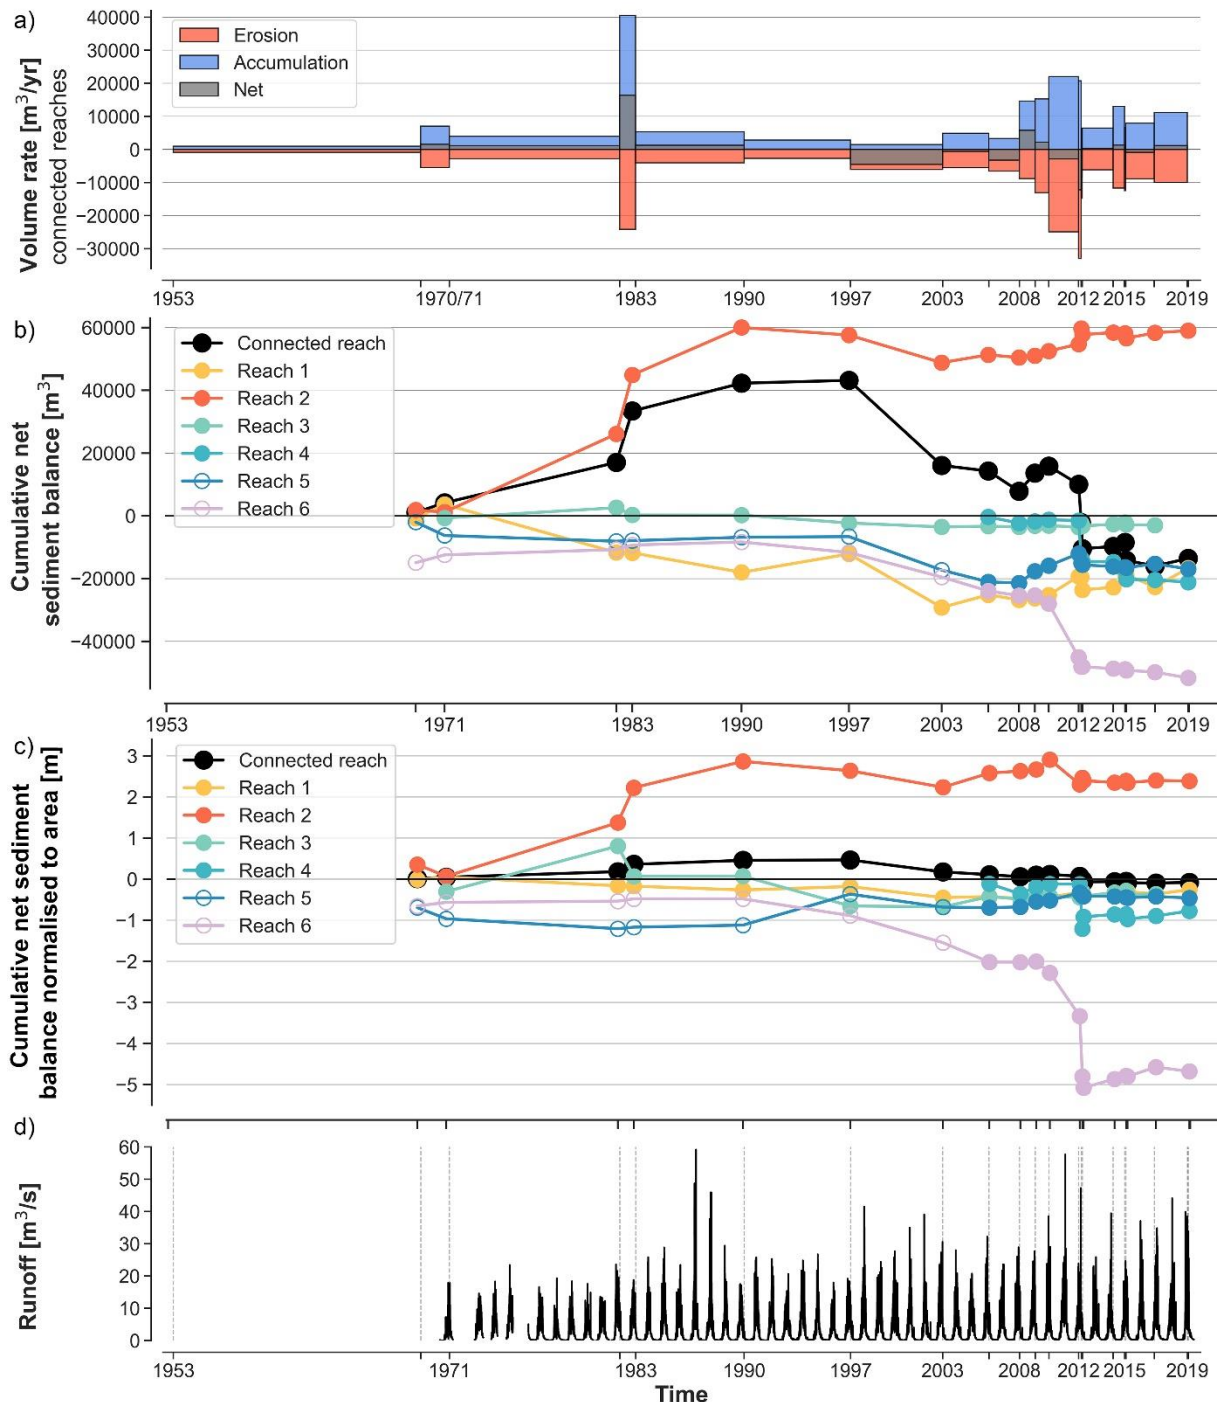 a)
Volume rate [m³/yr]
connected reaches
40000
30000
20000
10000
0
−10000
−20000
−30000
Erosion
Accumulation
Net
1953 1970/71 1983 1990 1997 2003 2008 2012 2015 2019
b)
Cumulative net
sediment balance [m³]
60000
40000
20000
0
−20000
−40000
Connected reach
Reach 1
Reach 2
Reach 3
Reach 4
Reach 5
Reach 6
1953 1971 1983 1990 1997 2003 2008 2012 2015 2019
c)
Cumulative net sediment
balance normalised to area [m]
3
2
1
0
−1
−2
−3
−4
−5
Connected reach
Reach 1
Reach 2
Reach 3
Reach 4
Reach 5
Reach 6
d)
Runoff [m³/s]
60
50
40
30
20
10
0
1953 1971 1983 1990 1997 2003 2008 2012 2015 2019
Time